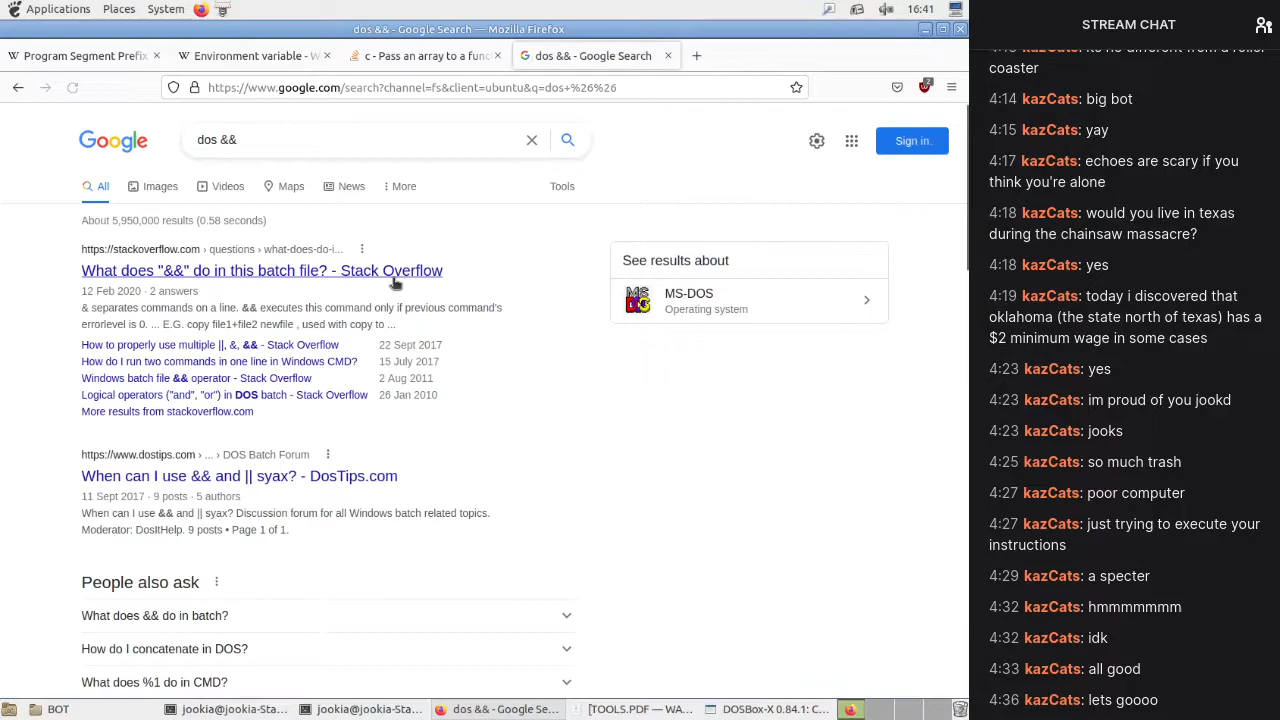 Applications Places System 16:41
dos && - Google Search — Mozilla Firefox
Program Segment Prefix
Environment variable - W
c - Pass an array to a func
dos && - Google Search
https://www.google.com/search?channel=fs&client=ubuntu&q=dos+%26%26
2
Google
dos &&
Sign in
All Images Videos Maps News More Tools
About 5,950,000 results (0.58 seconds)
https://stackoverflow.com › questions › what-does-do-i...
What does "&&" do in this batch file? - Stack Overflow
12 Feb 2020 · 2 answers
& separates commands on a line. && executes this command only if previous command's
errorlevel is 0. ... E.G. copy file1+file2 newfile , used with copy to ...
How to properly use multiple ||, &, && - Stack Overflow 22 Sept 2017
How do I run two commands in one line in Windows CMD? 15 July 2017
Windows batch file && operator - Stack Overflow 2 Aug 2011
Logical operators ("and", "or") in DOS batch - Stack Overflow 26 Jan 2010
More results from stackoverflow.com
https://www.dostips.com › ... › DOS Batch Forum
When can I use && and || syax? - DosTips.com
11 Sept 2017 · 9 posts · 5 authors
When can I use && and || syax? Discussion forum for all Windows batch related topics.
Moderator: DosItHelp. 9 posts • Page 1 of 1.
People also ask
What does && do in batch?
How do I concatenate in DOS?
What does %1 do in CMD?
See results about
MS-DOS
Operating system
BOT
jookia@jookia-Sta...
jookia@jookia-Sta...
dos && - Google Se...
[TOOLS.PDF — WA...
DOSBox-X 0.84.1: C...
STREAM CHAT
coaster
4:14 kazCats: big bot
4:15 kazCats: yay
4:17 kazCats: echoes are scary if you
think you're alone
4:18 kazCats: would you live in texas
during the chainsaw massacre?
4:18 kazCats: yes
4:19 kazCats: today i discovered that
oklahoma (the state north of texas) has a
$2 minimum wage in some cases
4:23 kazCats: yes
4:23 kazCats: im proud of you jookd
4:23 kazCats: jooks
4:25 kazCats: so much trash
4:27 kazCats: poor computer
4:27 kazCats: just trying to execute your
instructions
4:29 kazCats: a specter
4:32 kazCats: hmmmmmmm
4:32 kazCats: idk
4:33 kazCats: all good
4:36 kazCats: lets goooo